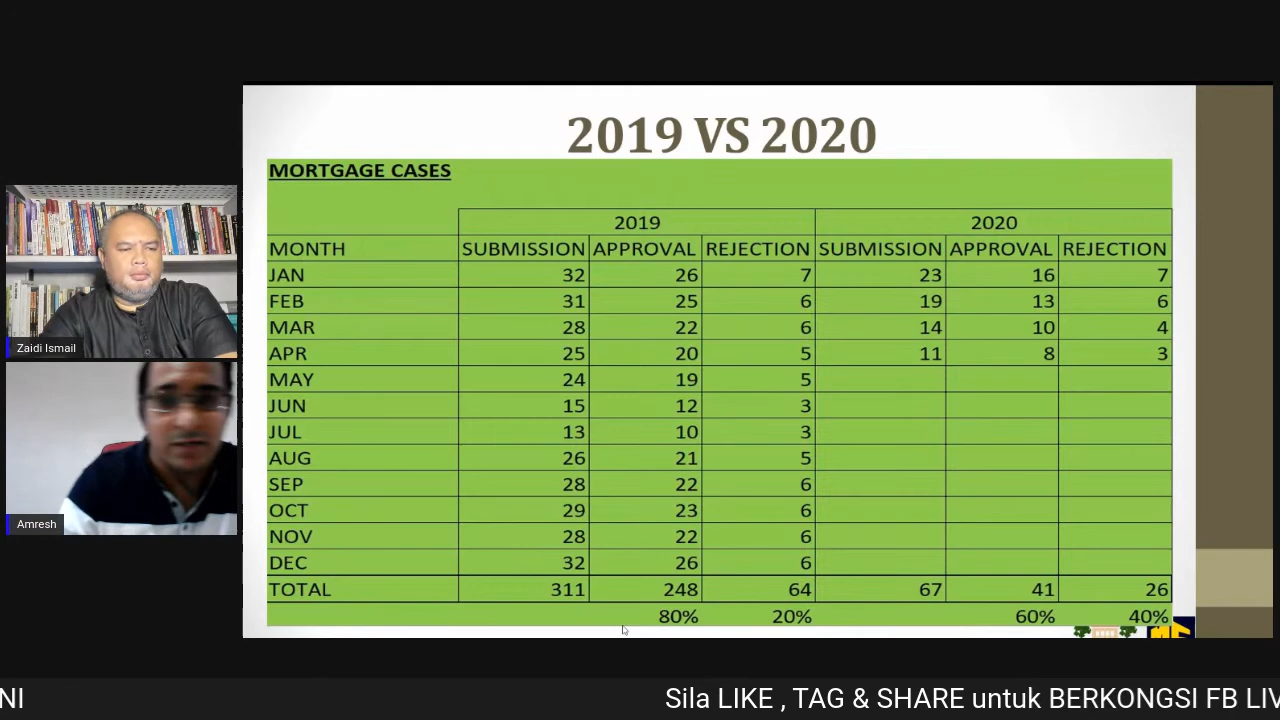 2019 VS 2020
MORTGAGE CASES
2019 2020
MONTH SUBMISSION APPROVAL REJECTION SUBMISSION APPROVAL REJECTION
JAN 32 26 7 23 16 7
FEB 31 25 6 19 13 6
MAR 28 22 6 14 10 4
APR 25 20 5 11 8 3
MAY 24 19 5
JUN 15 12 3
JUL 13 10 3
AUG 26 21 5
SEP 28 22 6
OCT 29 23 6
NOV 28 22 6
DEC 32 26 6
TOTAL 311 248 64 67 41 26
80% 20% 60% 40%
Zaidi Ismail
Amresh
NI Sila LIKE , TAG & SHARE untuk BERKONGSI FB LIV